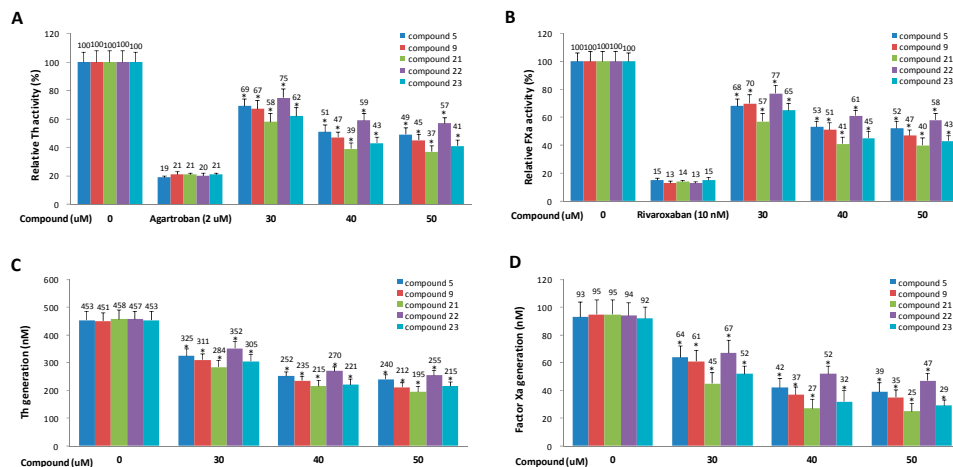 A
Relative Th activity (%)
120
100
80
60
40
20
0
100 100 100 100 100
19 21 21 20 21
69 67 58 75 62
* * * * *
51 47 39 59 43
* * * * *
49 45 37 57 41
* * * * *
compound 5
compound 9
compound 21
compound 22
compound 23
Compound (uM) 0 Agartroban (2 uM) 30 40 50
B
Relative FXa activity (%)
120
100
80
60
40
20
0
100 100 100 100 100
15 13 14 13 15
68 70 57 77 65
* * * * *
53 51 41 61 45
* * * * *
52 47 40 58 43
* * * * *
compound 5
compound 9
compound 21
compound 22
compound 23
Compound (uM) 0 Rivaroxaban (10 nM) 30 40 50
C
Th generation (nM)
600
500
400
300
200
100
0
453 451 458 457 453
325 311 284 352 305
* * * * *
252 235 215 270 221
* * * * *
240 212 195 255 215
* * * * *
compound 5
compound 9
compound 21
compound 22
compound 23
Compound (uM) 0 30 40 50
D
Factor Xa generation (nM)
120
100
80
60
40
20
0
93 95 95 94 92
64 61 45 67 52
* * * * *
42 37 27 52 32
* * * * *
39 35 25 47 29
* * * * *
compound 5
compound 9
compound 21
compound 22
compound 23
Compound (uM) 0 30 40 50